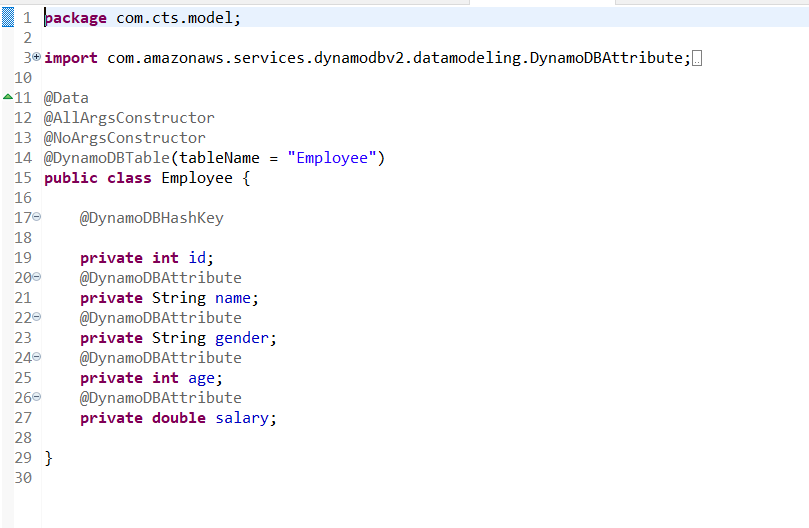 1 package com.cts.model;
2
3 import com.amazonaws.services.dynamodbv2.datamodeling.DynamoDBAttribute;
10
11 @Data
12 @AllArgsConstructor
13 @NoArgsConstructor
14 @DynamoDBTable(tableName = "Employee")
15 public class Employee {
16
17 @DynamoDBHashKey
18
19 private int id;
20 @DynamoDBAttribute
21 private String name;
22 @DynamoDBAttribute
23 private String gender;
24 @DynamoDBAttribute
25 private int age;
26 @DynamoDBAttribute
27 private double salary;
28
29 }
30